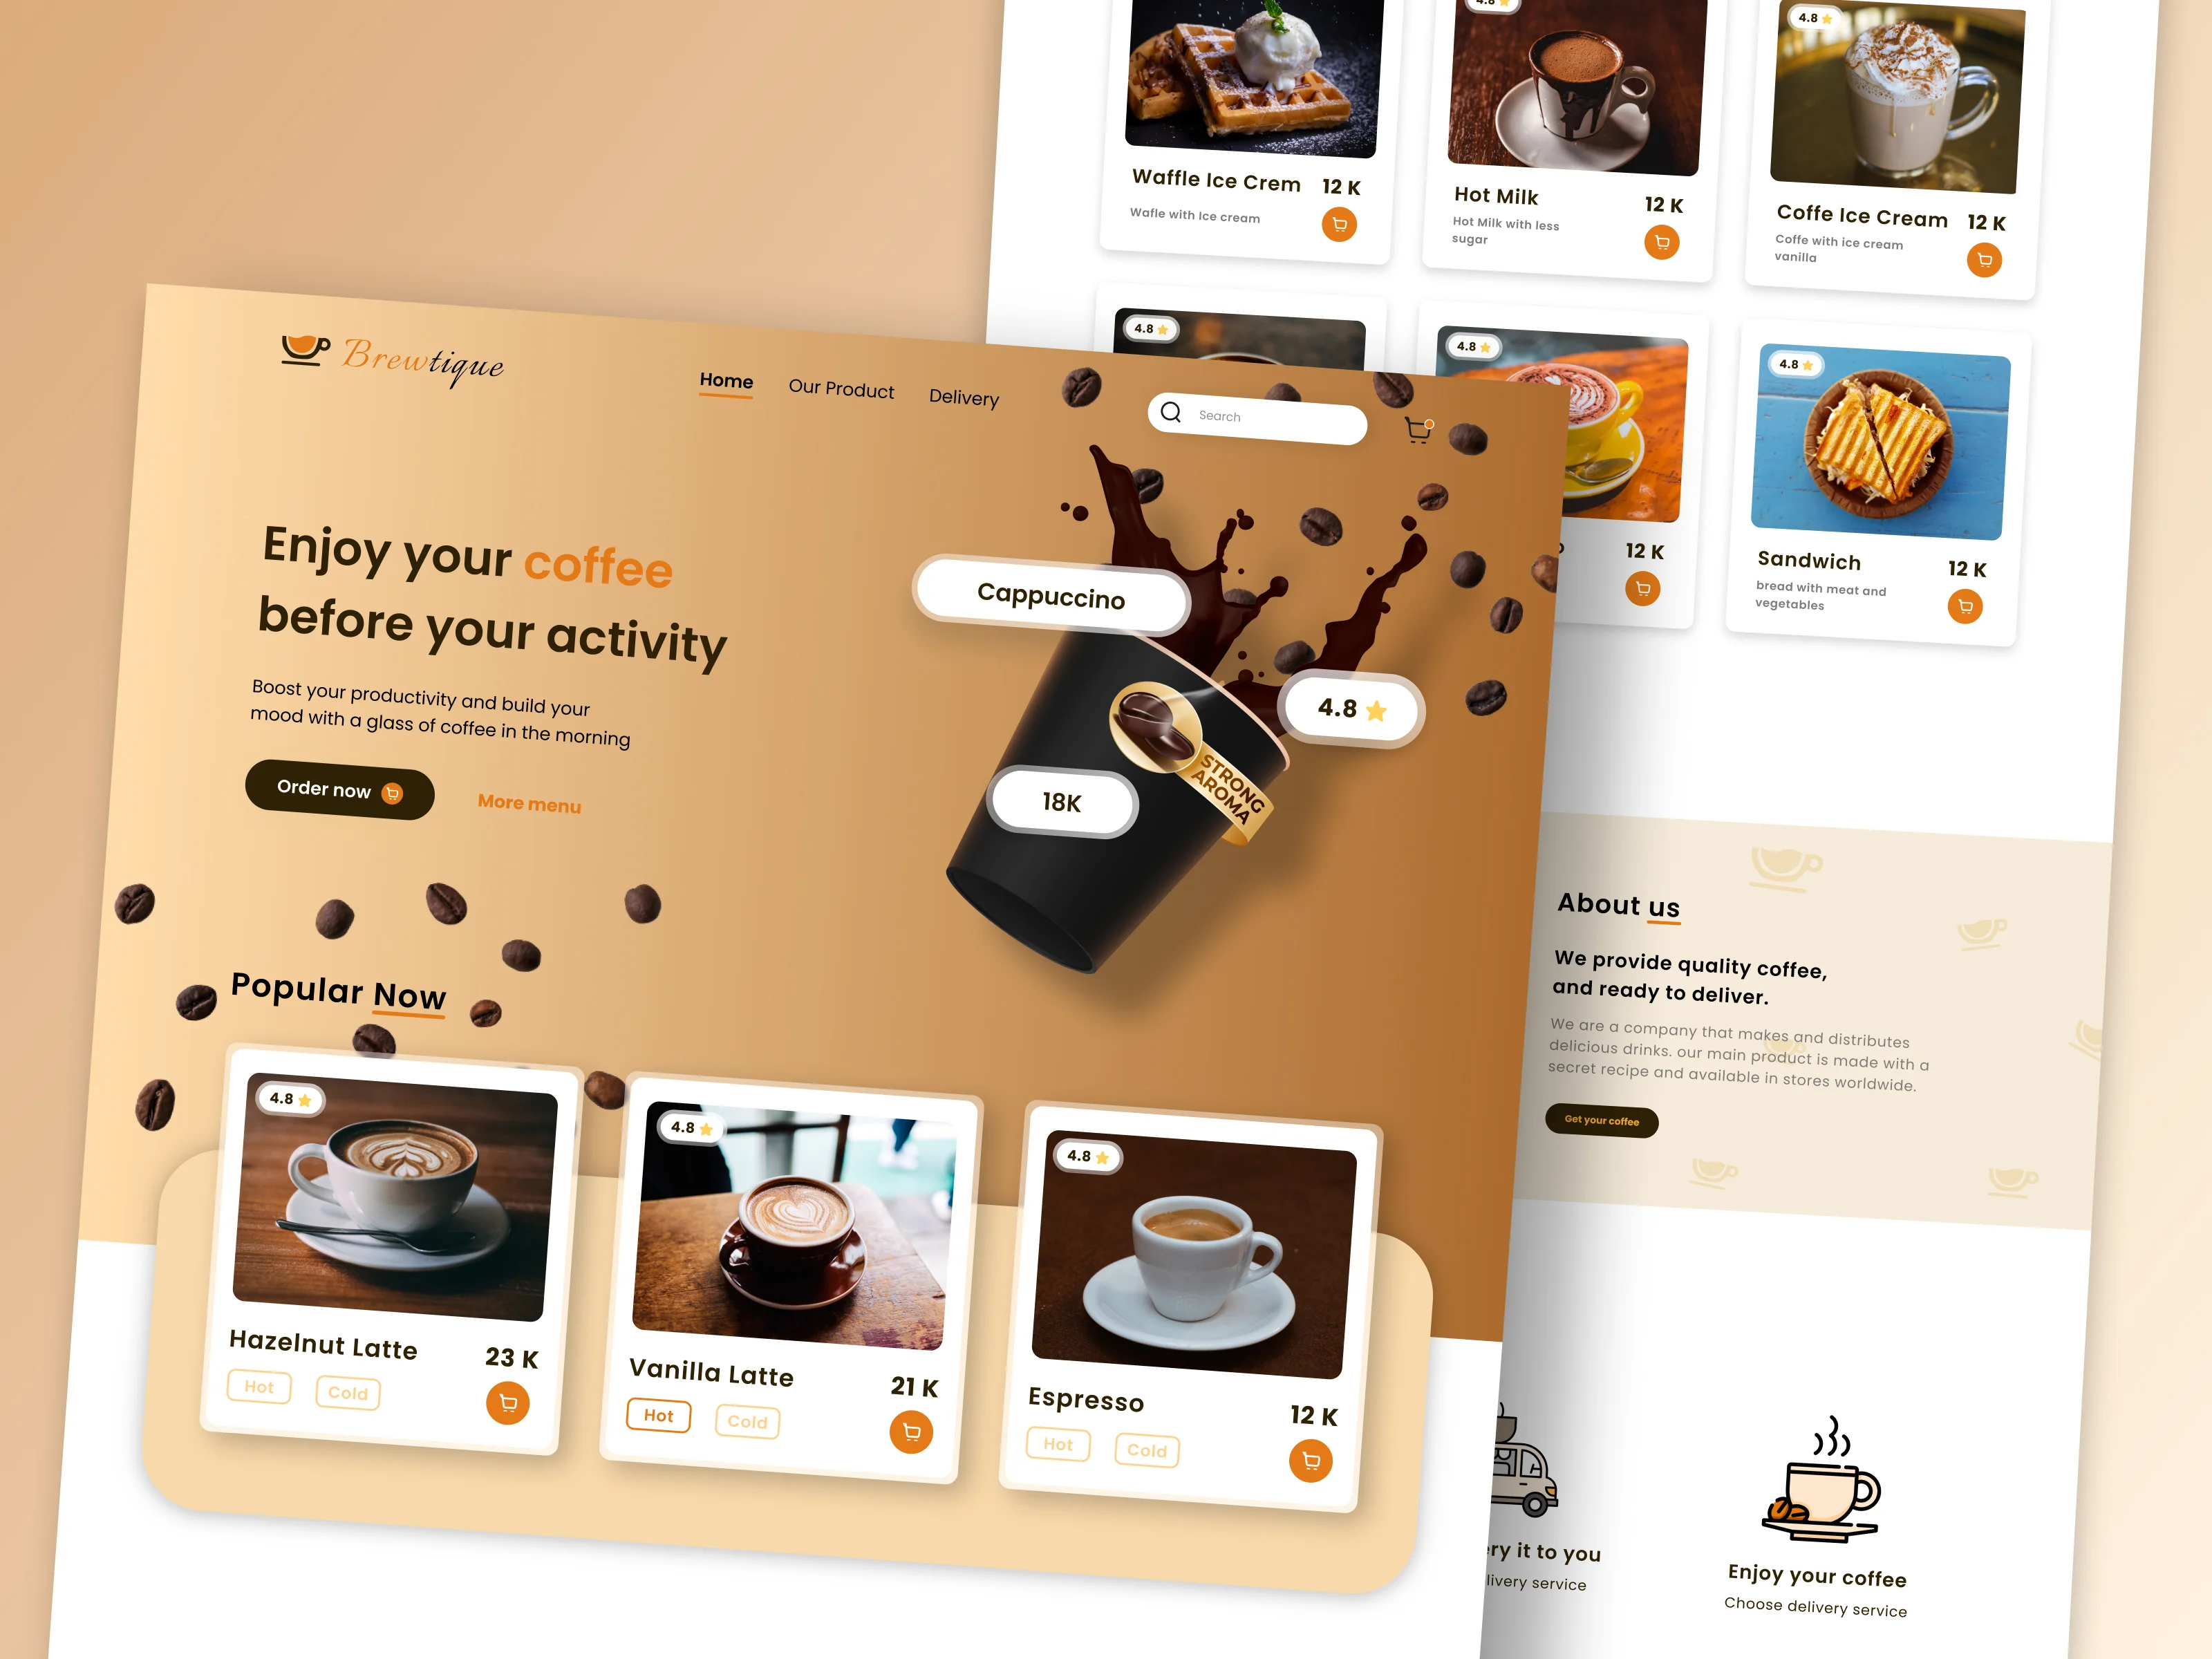 Brewtique
Home
Our Product
Delivery
Search
Enjoy your coffee
before your activity
Boost your productivity and build your
mood with a glass of coffee in the morning
Order now
More menu
Cappuccino
4.8
18K
STRONG
AROMA
Popular Now
4.8
Hazelnut Latte
23 K
Hot
Cold
4.8
Vanilla Latte
21 K
Hot
Cold
4.8
Espresso
12 K
Hot
Cold
Waffle Ice Crem
12 K
Wafle with Ice cream
4.8
Hot Milk
12 K
Hot Milk with less
sugar
4.8
Coffe Ice Cream
12 K
Coffe with ice cream
vanilla
4.8
4.8
12 K
4.8
Sandwich
12 K
bread with meat and
vegetables
About us
We provide quality coffee,
and ready to deliver.
We are a company that makes and distributes
delicious drinks. our main product is made with a
secret recipe and available in stores worldwide.
Get your coffee
it to you
service
Enjoy your coffee
Choose delivery service